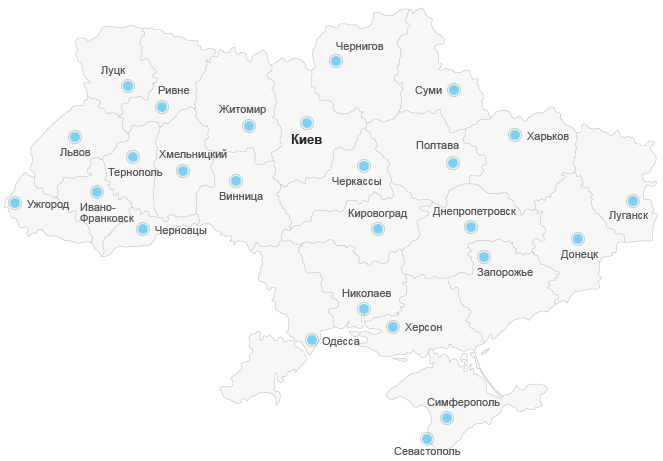 Чернигов
Луцк
Ривне
Суми
Житомир
Киев
Харьков
Львов
Хмельницкий
Полтава
Тернополь
Черкассы
Винница
Ужгород
Ивано-
Франковск
Кировоград
Днепропетровск
Луганск
Черновцы
Донецк
Запорожье
Николаев
Херсон
Одесса
Симферополь
Севастополь